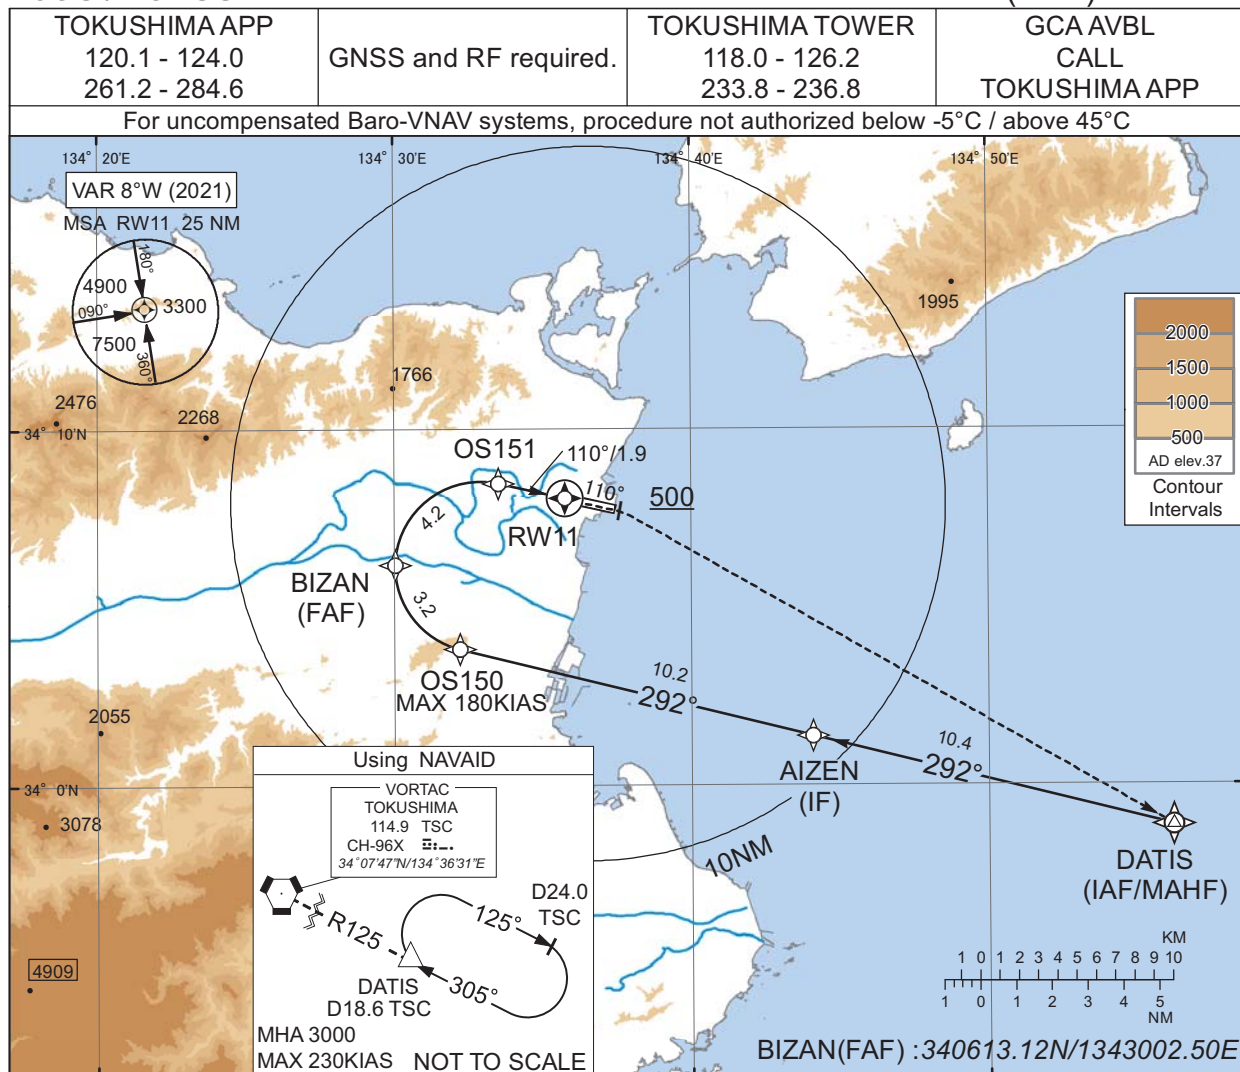 TOKUSHIMA APP
120.1 - 124.0
261.2 - 284.6
GNSS and RF required.
TOKUSHIMA TOWER
118.0 - 126.2
233.8 - 236.8
GCA AVBL
CALL
TOKUSHIMA APP
For uncompensated Baro-VNAV systems, procedure not authorized below -5°C / above 45°C
134° 20'E
134° 30'E
134° 40'E
134° 50'E
VAR 8°W (2021)
MSA RW11 25 NM
180°
4900
3300
090°
7500
360°
1995
2000
1500
1000
500
AD elev.37
Contour
Intervals
1766
2476
2268
34° 10'N
OS151
110°/1.9
110°
500
RW11
4.2
BIZAN
(FAF)
3.2
OS150
MAX 180KIAS
10.2
292°
10.4
292°
AIZEN
(IF)
DATIS
(IAF/MAHF)
10NM
2055
34° 0'N
3078
4909
Using NAVAID
VORTAC
TOKUSHIMA
114.9 TSC
CH-96X
34°07'47"N/134°36'31"E
D24.0
TSC
125°
R125
305°
DATIS
D18.6 TSC
MHA 3000
MAX 230KIAS
NOT TO SCALE
KM
1 0 1 2 3 4 5 6 7 8 9 10
1 0 1 2 3 4 5
NM
BIZAN(FAF) :340613.12N/1343002.50E